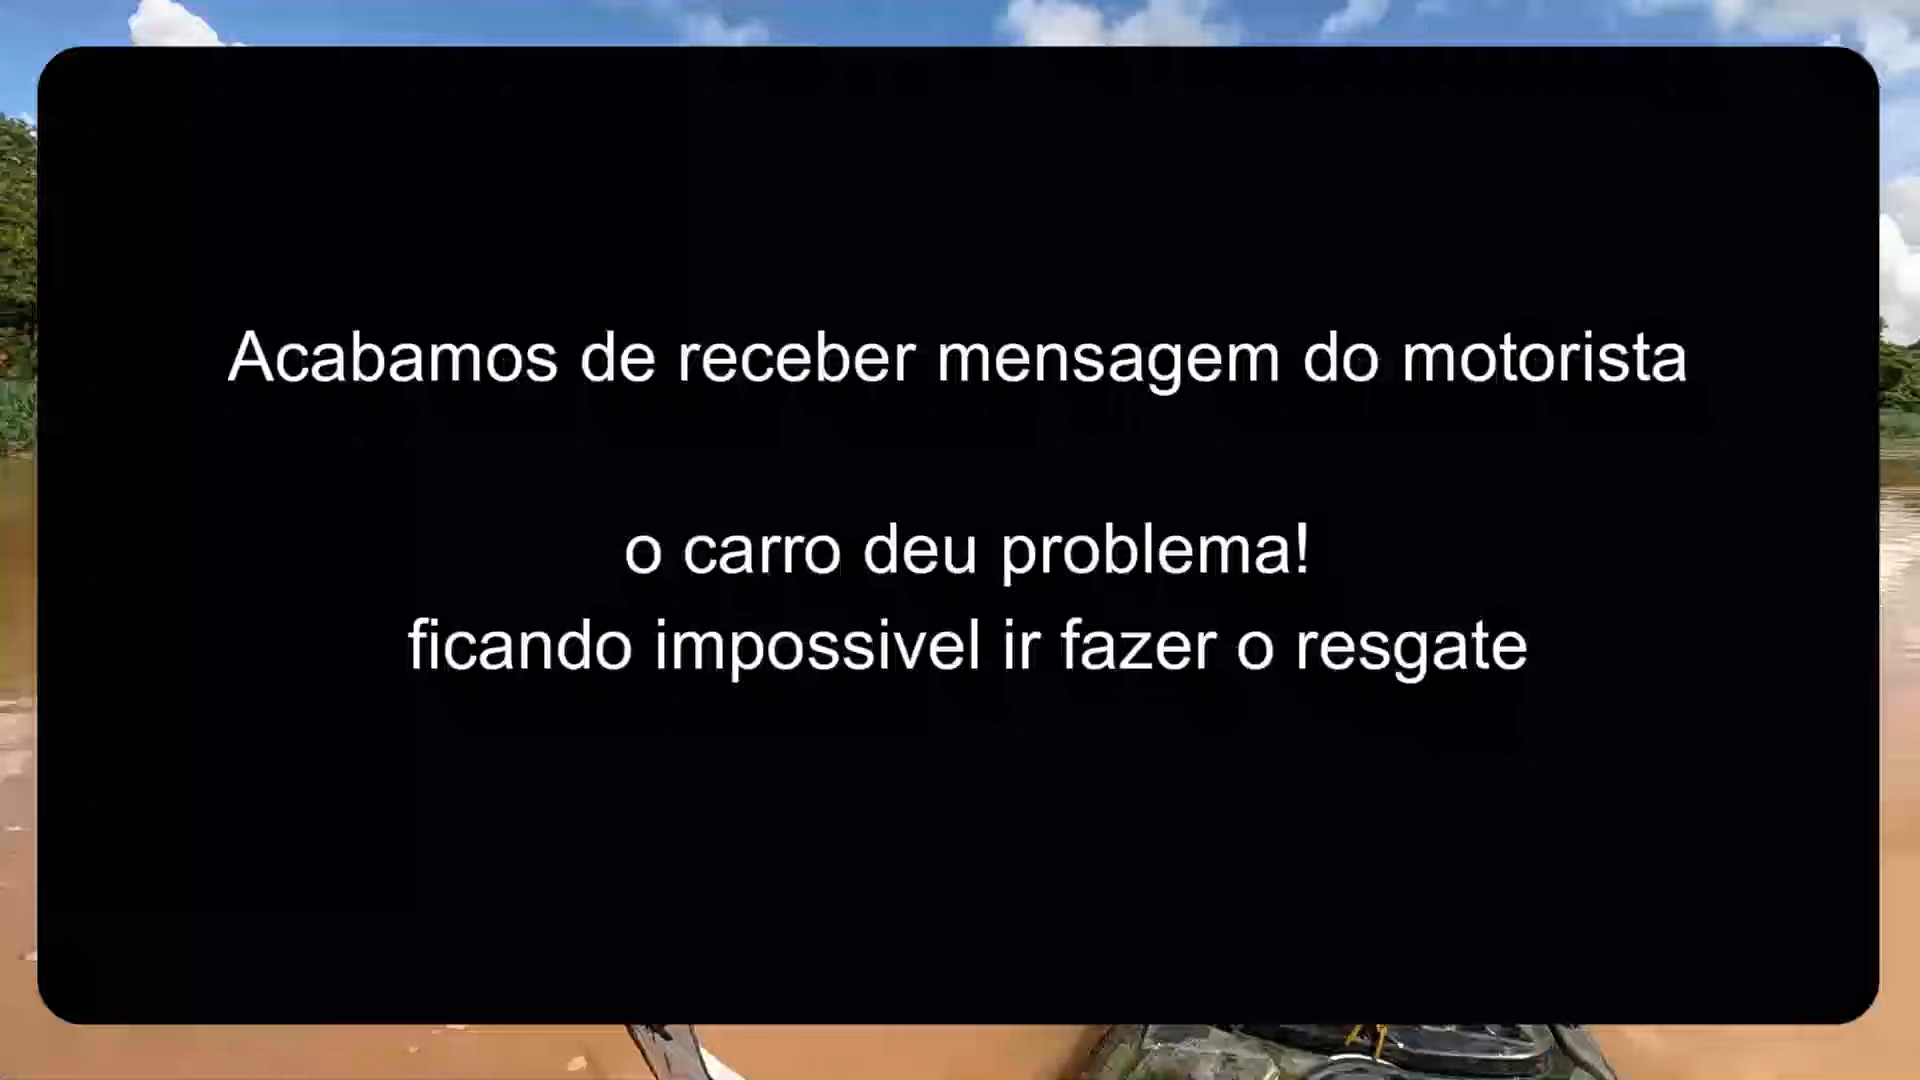 Acabamos de receber mensagem do motorista
o carro deu problema!
ficando impossivel ir fazer o resgate